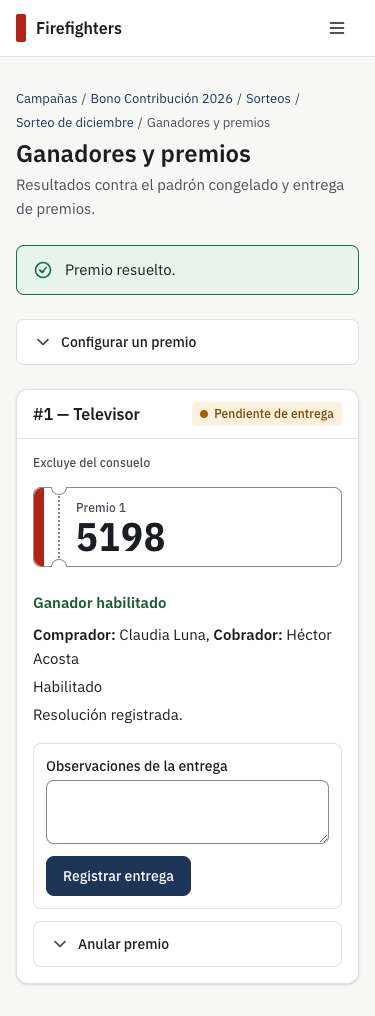 Firefighters
Campañas / Bono Contribución 2026 / Sorteos /
Sorteo de diciembre / Ganadores y premios
Ganadores y premios
Resultados contra el padrón congelado y entrega
de premios.
Premio resuelto.
Configurar un premio
#1 — Televisor
Pendiente de entrega
Excluye del consuelo
Premio 1
5198
Ganador habilitado
Comprador: Claudia Luna, Cobrador: Héctor
Acosta
Habilitado
Resolución registrada.
Observaciones de la entrega
Registrar entrega
Anular premio